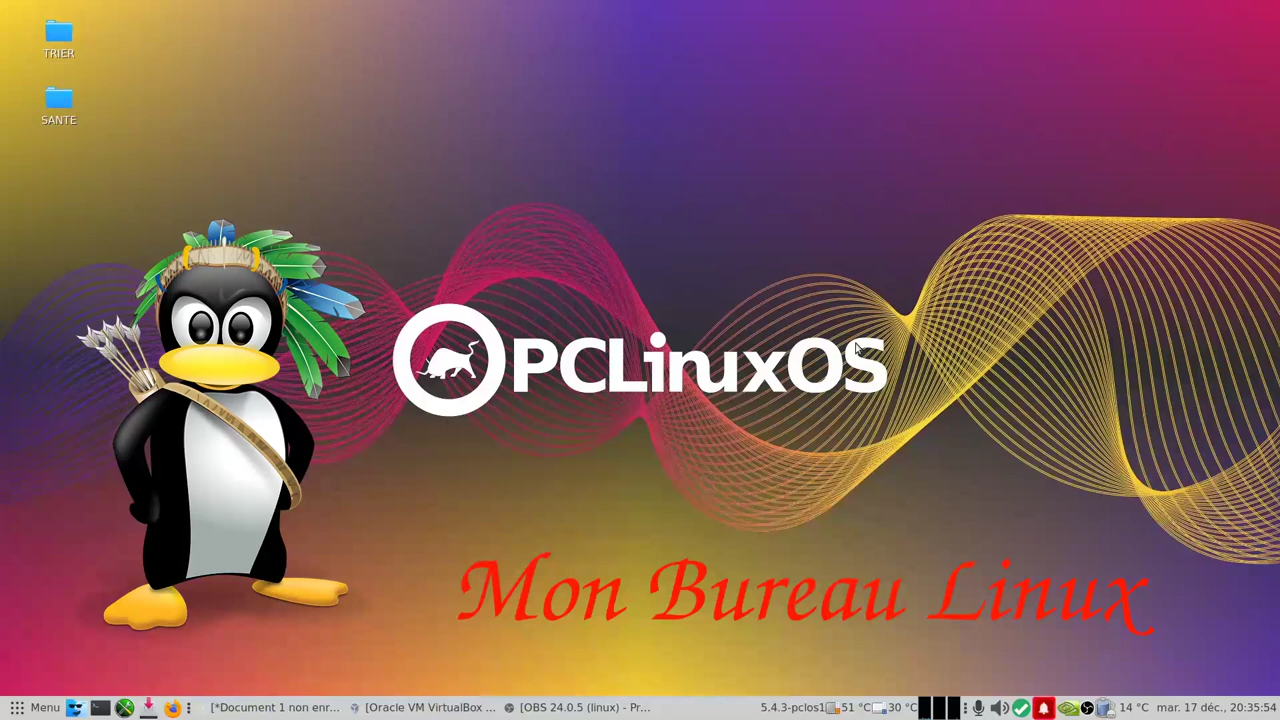 TRIER
SANTE
PCLinuxOS
Mon Bureau Linux
Menu
[*Document 1 non enr...
[Oracle VM VirtualBox ...
[OBS 24.0.5 (linux) - Pr...
5.4.3-pclos1
51 °C
30 °C
14 °C
mar. 17 déc., 20:35:54